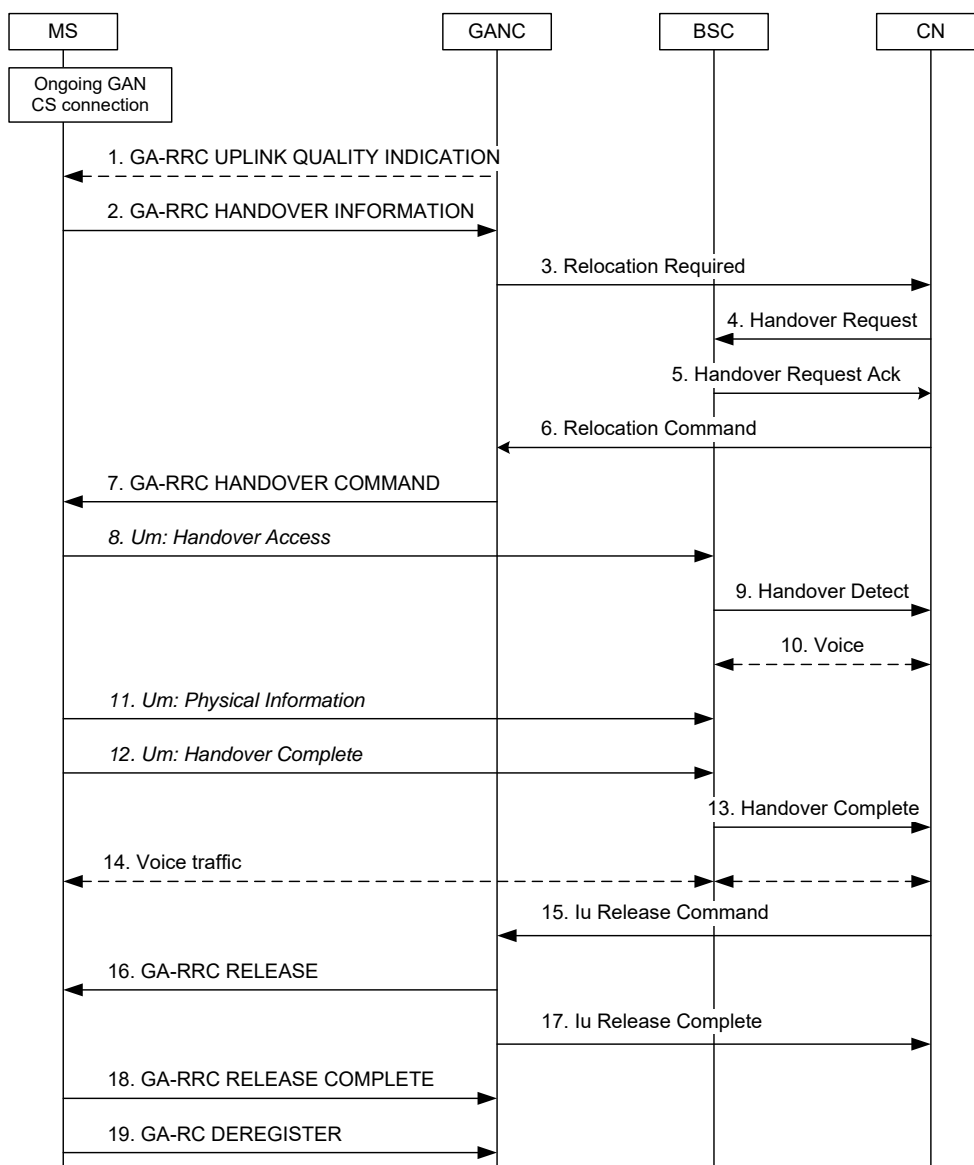 MS
GANC
BSC
CN
Ongoing GAN
CS connection
1. GA-RRC UPLINK QUALITY INDICATION
2. GA-RRC HANDOVER INFORMATION
3. Relocation Required
4. Handover Request
5. Handover Request Ack
6. Relocation Command
7. GA-RRC HANDOVER COMMAND
8. Um: Handover Access
9. Handover Detect
10. Voice
11. Um: Physical Information
12. Um: Handover Complete
13. Handover Complete
14. Voice traffic
15. Iu Release Command
16. GA-RRC RELEASE
17. Iu Release Complete
18. GA-RRC RELEASE COMPLETE
19. GA-RC DEREGISTER